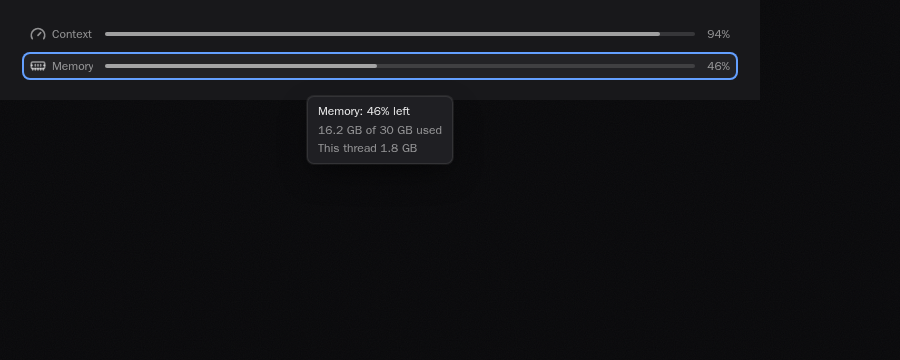 Context 94%
Memory 46%
Memory: 46% left
16.2 GB of 30 GB used
This thread 1.8 GB